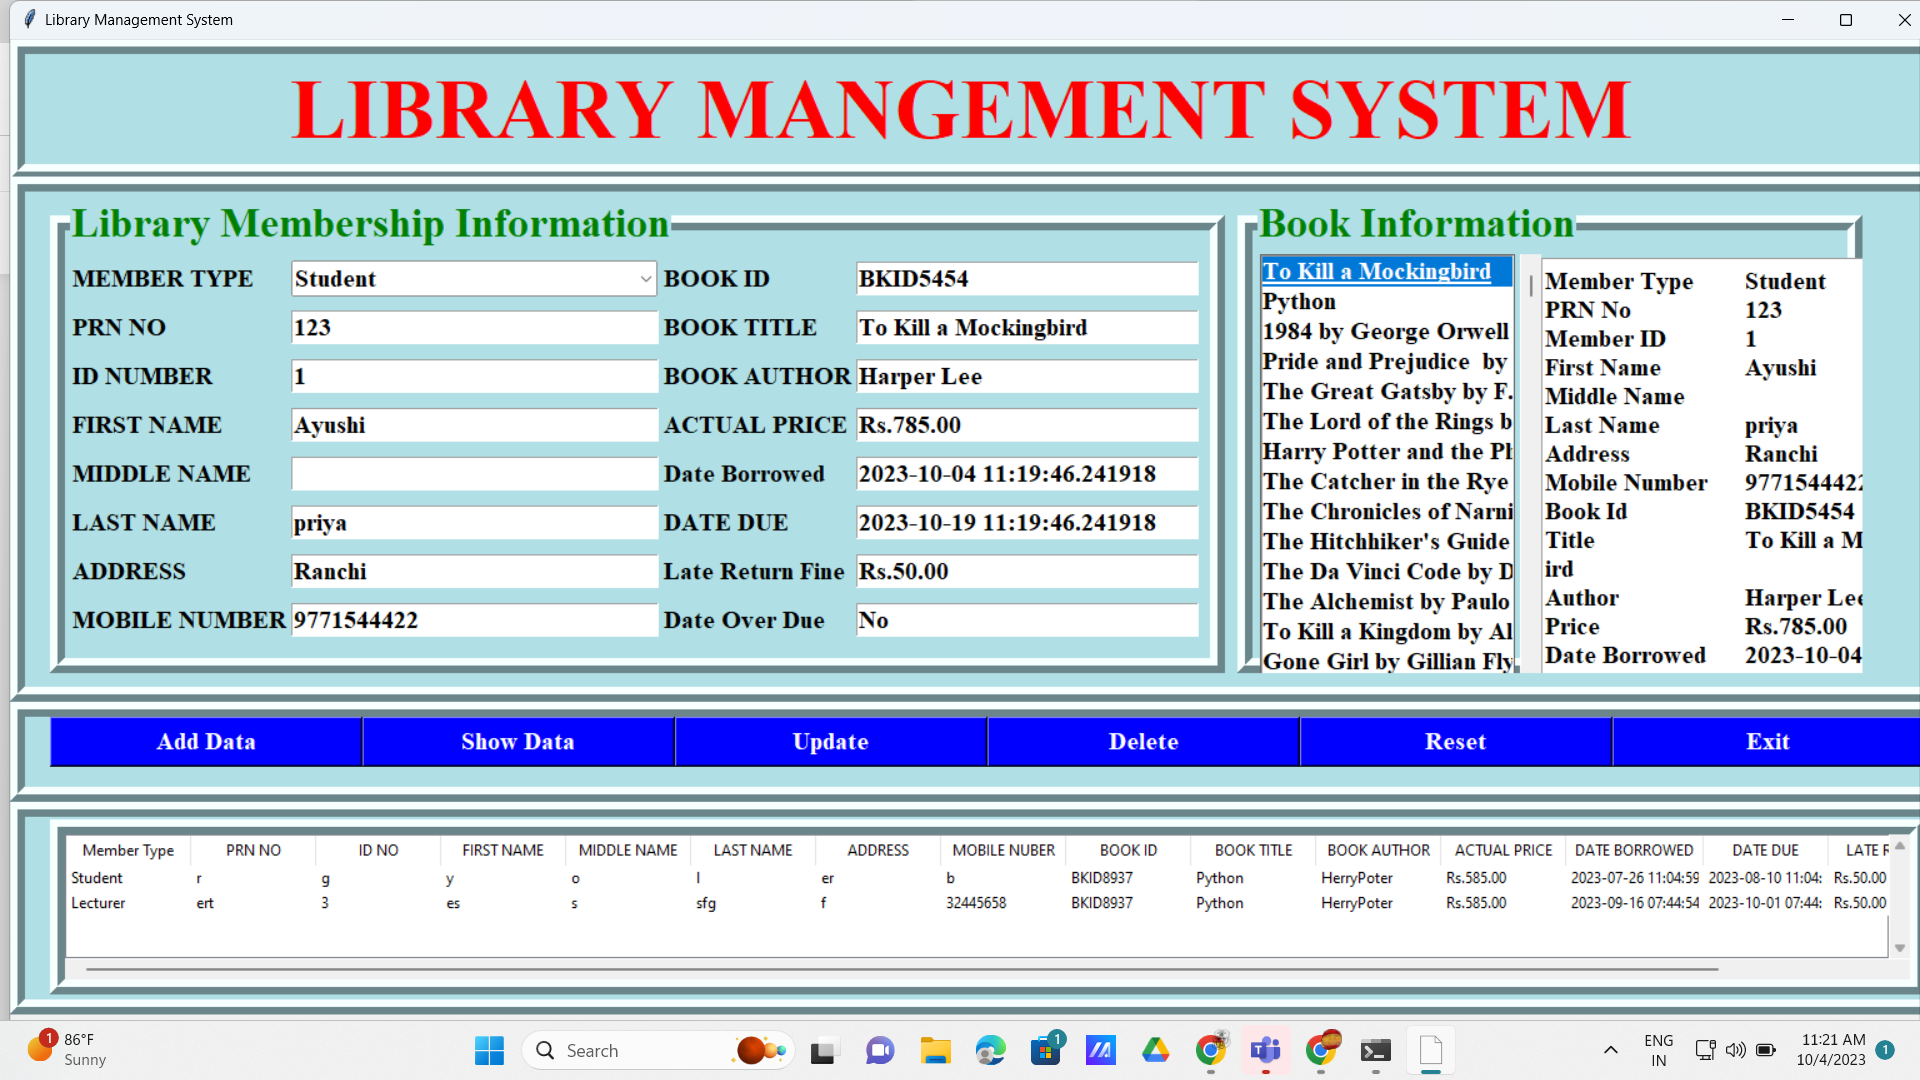 Library Management System
LIBRARY MANGEMENT SYSTEM
Library Membership Information
MEMBER TYPE Student BOOK ID BKID5454
PRN NO 123 BOOK TITLE To Kill a Mockingbird
ID NUMBER 1 BOOK AUTHOR Harper Lee
FIRST NAME Ayushi ACTUAL PRICE Rs.785.00
MIDDLE NAME Date Borrowed 2023-10-04 11:19:46.241918
LAST NAME priya DATE DUE 2023-10-19 11:19:46.241918
ADDRESS Ranchi Late Return Fine Rs.50.00
MOBILE NUMBER 9771544422 Date Over Due No
Book Information
To Kill a Mockingbird
Python
1984 by George Orwell
Pride and Prejudice by
The Great Gatsby by F.
The Lord of the Rings b
Harry Potter and the Ph
The Catcher in the Rye
The Chronicles of Narni
The Hitchhiker's Guide
The Da Vinci Code by D
The Alchemist by Paulo
To Kill a Kingdom by Al
Gone Girl by Gillian Fly
Member Type Student
PRN No 123
Member ID 1
First Name Ayushi
Middle Name
Last Name priya
Address Ranchi
Mobile Number 9771544422
Book Id BKID5454
Title To Kill a M
ird
Author Harper Lee
Price Rs.785.00
Date Borrowed 2023-10-04
Add Data Show Data Update Delete Reset Exit
Member Type PRN NO ID NO FIRST NAME MIDDLE NAME LAST NAME ADDRESS MOBILE NUBER BOOK ID BOOK TITLE BOOK AUTHOR ACTUAL PRICE DATE BORROWED DATE DUE LATE R
Student r g y o l er b BKID8937 Python HerryPoter Rs.585.00 2023-07-26 11:04:59 2023-08-10 11:04: Rs.50.00
Lecturer ert 3 es s sfg f 32445658 BKID8937 Python HerryPoter Rs.585.00 2023-09-16 07:44:54 2023-10-01 07:44: Rs.50.00
1 86°F
Sunny
Search
1
ENG
IN
11:21 AM
10/4/2023
1